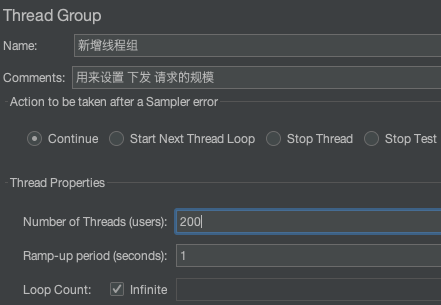 Thread Group
Name: 新增线程组
Comments: 用来设置 下发 请求的规模
Action to be taken after a Sampler error
Continue Start Next Thread Loop Stop Thread Stop Test
Thread Properties
Number of Threads (users): 200
Ramp-up period (seconds): 1
Loop Count: Infinite